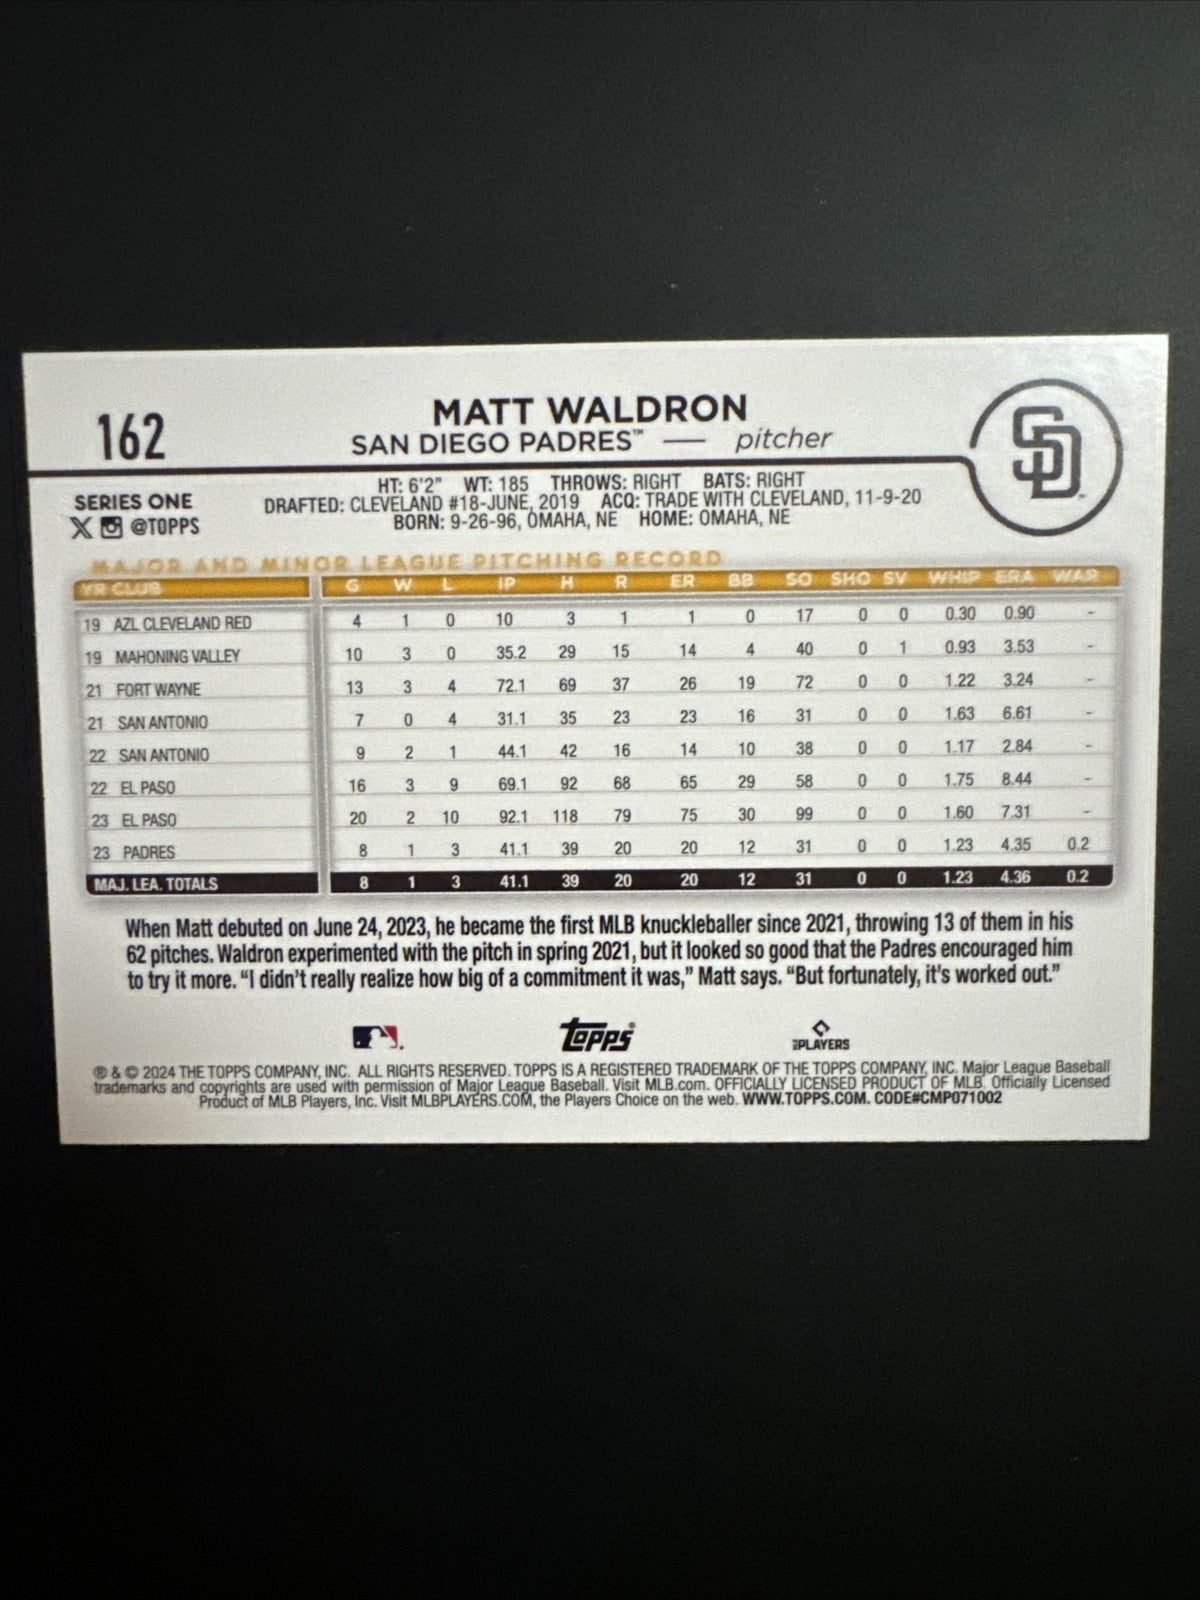 162
MATT WALDRON
SAN DIEGO PADRES™ — pitcher
SD
SERIES ONE
@TOPPS
HT: 6'2" WT: 185 THROWS: RIGHT BATS: RIGHT
DRAFTED: CLEVELAND #18-JUNE, 2019 ACQ: TRADE WITH CLEVELAND, 11-9-20
BORN: 9-26-96, OMAHA, NE HOME: OMAHA, NE
MAJOR AND MINOR LEAGUE PITCHING RECORD
YR CLUB G W L IP H R ER BB SO SHO SV WHIP ERA WAR
19 AZL CLEVELAND RED 4 1 0 10 3 1 1 0 17 0 0 0.30 0.90 -
19 MAHONING VALLEY 10 3 0 35.2 29 15 14 4 40 0 1 0.93 3.53 -
21 FORT WAYNE 13 3 4 72.1 69 37 26 19 72 0 0 1.22 3.24 -
21 SAN ANTONIO 7 0 4 31.1 35 23 23 16 31 0 0 1.63 6.61 -
22 SAN ANTONIO 9 2 1 44.1 42 16 14 10 38 0 0 1.17 2.84 -
22 EL PASO 16 3 9 69.1 92 68 65 29 58 0 0 1.75 8.44 -
23 EL PASO 20 2 10 92.1 118 79 75 30 99 0 0 1.60 7.31 -
23 PADRES 8 1 3 41.1 39 20 20 12 31 0 0 1.23 4.35 0.2
MAJ. LEA. TOTALS 8 1 3 41.1 39 20 20 12 31 0 0 1.23 4.36 0.2
When Matt debuted on June 24, 2023, he became the first MLB knuckleballer since 2021, throwing 13 of them in his
62 pitches. Waldron experimented with the pitch in spring 2021, but it looked so good that the Padres encouraged him
to try it more. “I didn't really realize how big of a commitment it was,” Matt says. “But fortunately, it's worked out.”
topps®
PLAYERS
® & © 2024 THE TOPPS COMPANY, INC. ALL RIGHTS RESERVED. TOPPS IS A REGISTERED TRADEMARK OF THE TOPPS COMPANY, INC. Major League Baseball
trademarks and copyrights are used with permission of Major League Baseball. Visit MLB.com. OFFICIALLY LICENSED PRODUCT OF MLB. Officially Licensed
Product of MLB Players, Inc. Visit MLBPLAYERS.COM, the Players Choice on the web. WWW.TOPPS.COM. CODE#CMP071002